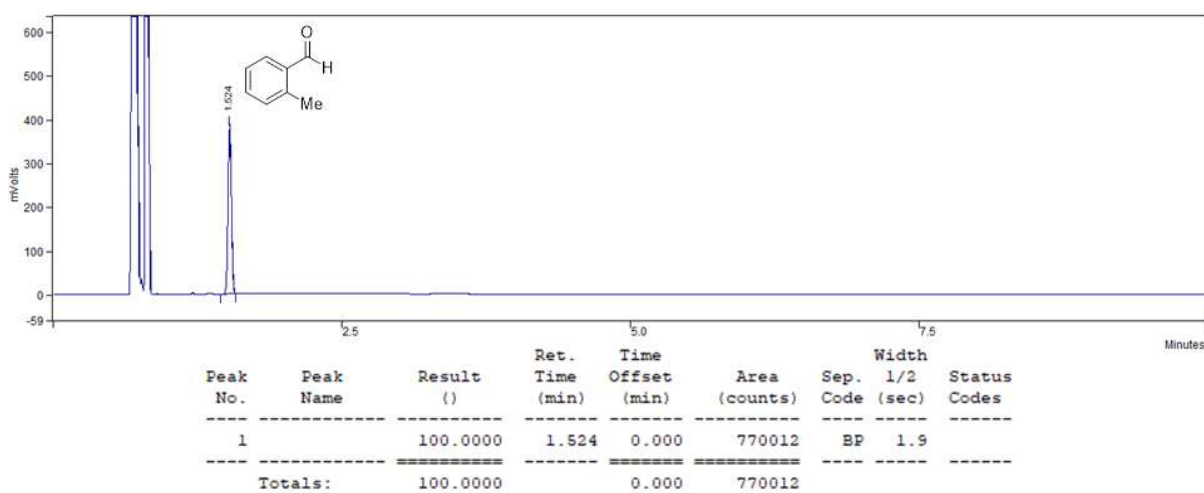 600
500
400
300
200
100
0
-59
mVolts
1.524
O
H
Me
2.5
5.0
7.5
Minutes
Ret. Time Width
Peak Peak Result Time Offset Area Sep. 1/2 Status
No. Name () (min) (min) (counts) Code (sec) Codes
---- ------------ ---------- ------- ------- ---------- ---- ----- ------
1 100.0000 1.524 0.000 770012 BP 1.9
---- ------------ ========== ------- ======= ========== ---- ----- ------
Totals: 100.0000 0.000 770012